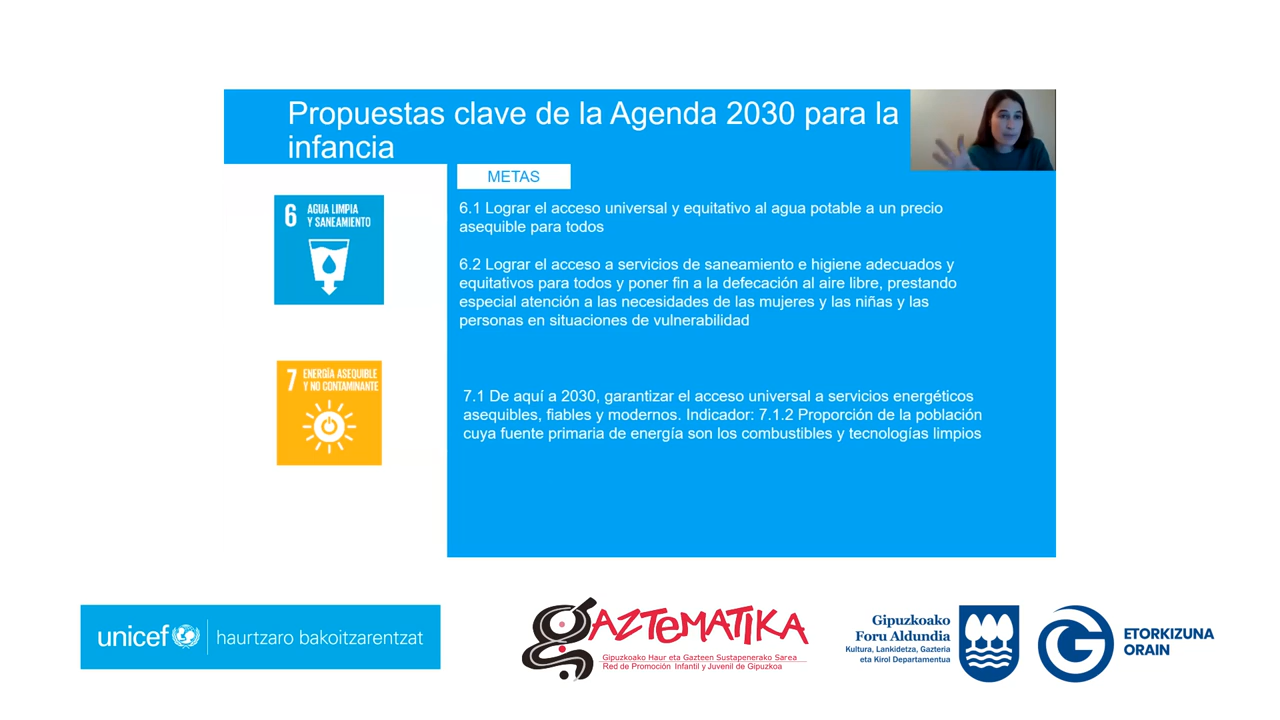 Propuestas clave de la Agenda 2030 para la
infancia
METAS
6 AGUA LIMPIA
Y SANEAMIENTO
6.1 Lograr el acceso universal y equitativo al agua potable a un precio
asequible para todos
6.2 Lograr el acceso a servicios de saneamiento e higiene adecuados y
equitativos para todos y poner fin a la defecación al aire libre, prestando
especial atención a las necesidades de las mujeres y las niñas y las
personas en situaciones de vulnerabilidad
7 ENERGÍA ASEQUIBLE
Y NO CONTAMINANTE
7.1 De aquí a 2030, garantizar el acceso universal a servicios energéticos
asequibles, fiables y modernos. Indicador: 7.1.2 Proporción de la población
cuya fuente primaria de energía son los combustibles y tecnologías limpios
unicef
haurtzaro bakoitzarentzat
gAZTeMATIKA
Gipuzkoako Haur eta Gazteen Sustapenerako Sarea
Red de Promoción Infantil y Juvenil de Gipuzkoa
Gipuzkoako
Foru Aldundia
Kultura, Lankidetza, Gazteria
eta Kirol Departamentua
G
ETORKIZUNA
ORAIN